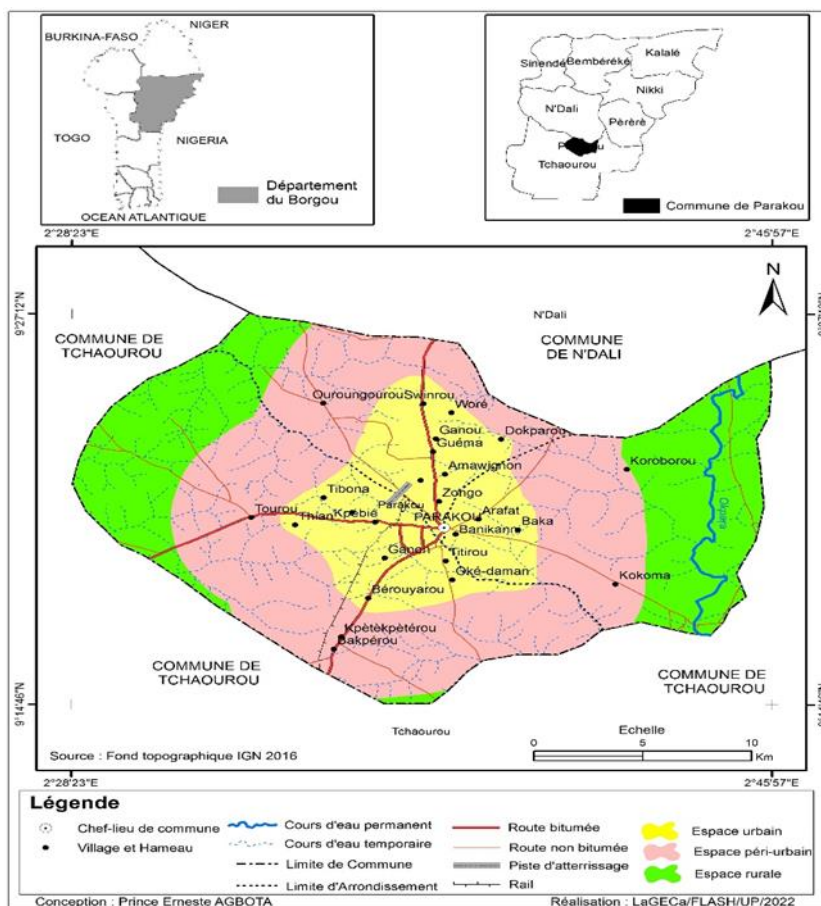 NIGER
BURKINA-FASO
TOGO
NIGERIA
Département
du Borgou
OCEAN ATLANTIQUE
Sinendé
Bembéréké
Kalalé
N'Dali
Nikki
Pèrèrè
Tchaourou
Commune de Parakou
2°28'23"E
2°45'57"E
N
9°27'12"N
N'Dali
COMMUNE DE
TCHAOUROU
COMMUNE
DE N'DALI
Ouroungourou
Swinrou
Woré
Ganou
Guéma
Dokparou
Koroborou
Amawignon
Okpara
Tibona
Zongo
Tourou
Kpébié
Parakou
Thian
PARAKOU
Arafat
Banikanni
Baka
Ganon
Titirou
Oké-daman
Kokoma
Bérouyarou
Kpètèkpètérou
Bakpérou
COMMUNE DE
TCHAOUROU
COMMUNE DE
TCHAOUROU
9°14'46"N
Tchaourou
Echelle
0 5 10
Km
Source : Fond topographique IGN 2016
2°28'23"E
2°45'57"E
Légende
Chef-lieu de commune
Village et Hameau
Cours d'eau permanent
Cours d'eau temporaire
Limite de Commune
Limite d'Arrondissement
Route bitumée
Route non bitumée
Piste d'atterrissage
Rail
Espace urbain
Espace péri-urbain
Espace rurale
Conception : Prince Erneste AGBOTA
Réalisation : LaGECa/FLASH/UP/2022